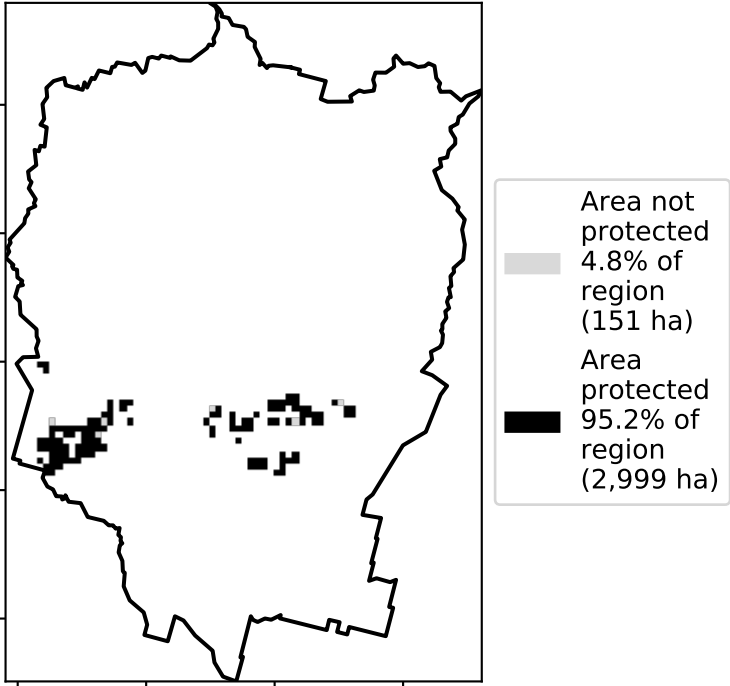 Area not
protected
4.8% of
region
(151 ha)
Area
protected
95.2% of
region
(2,999 ha)